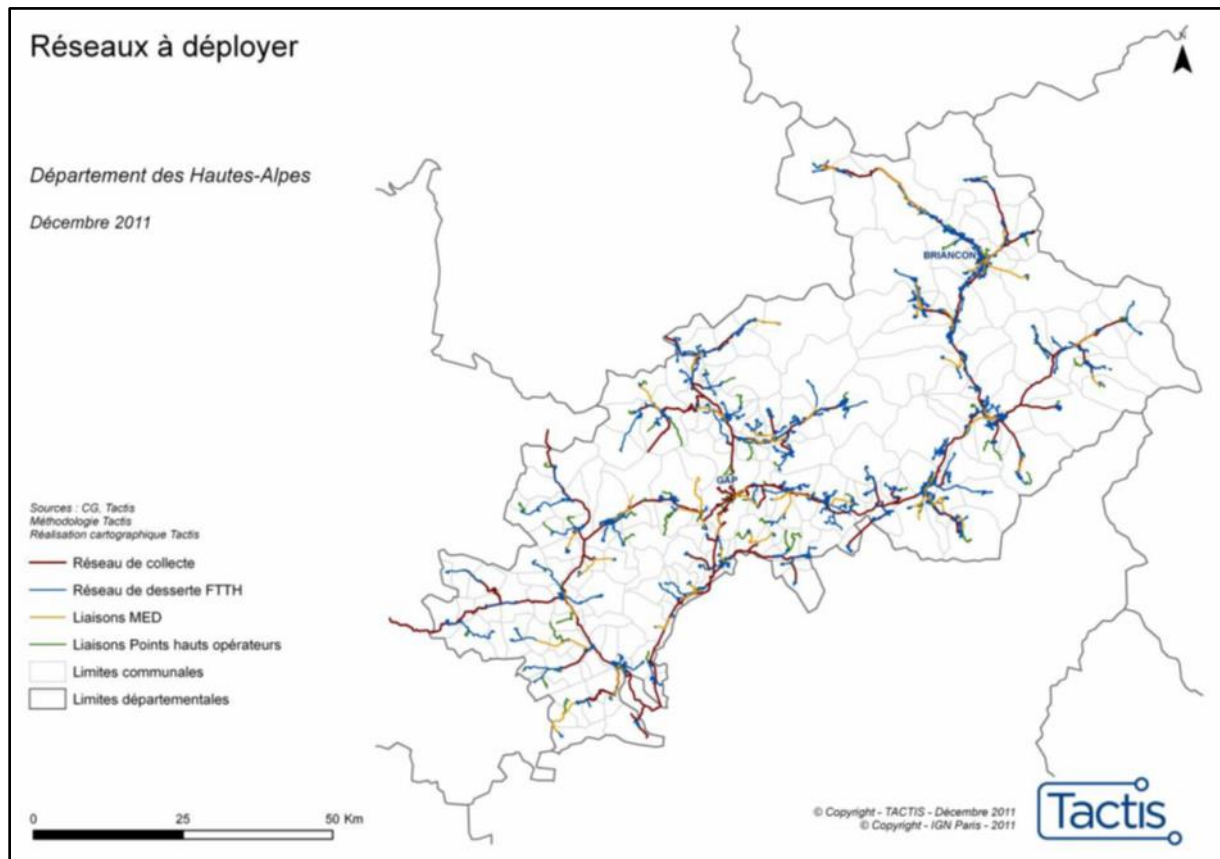 Réseaux à déployer
Département des Hautes-Alpes
Décembre 2011
BRIANCON
GAP
Sources : CG, Tactis
Méthodologie Tactis
Réalisation cartographique Tactis
Réseau de collecte
Réseau de desserte FTTH
Liaisons MED
Liaisons Points hauts opérateurs
Limites communales
Limites départementales
0 25 50 Km
© Copyright - TACTIS - Décembre 2011
© Copyright - IGN Paris - 2011
Tactis